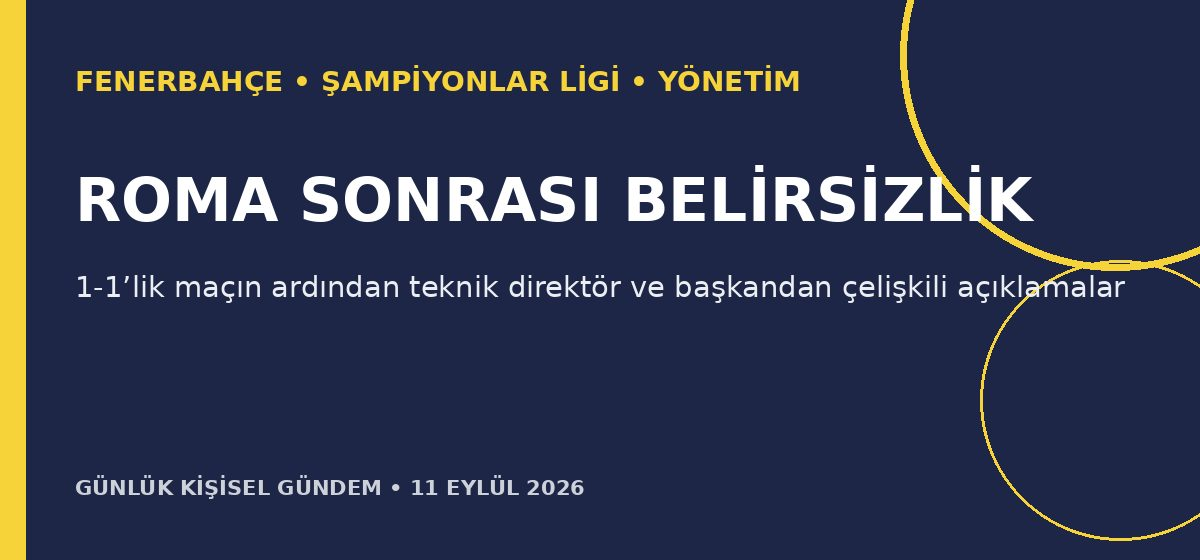 FENERBAHÇE • ŞAMPİYONLAR LİGİ • YÖNETİM
ROMA SONRASI BELİRSİZLİK
1-1’lik maçın ardından teknik direktör ve başkandan çelişkili açıklamalar
GÜNLÜK KİŞİSEL GÜNDEM • 11 EYLÜL 2026